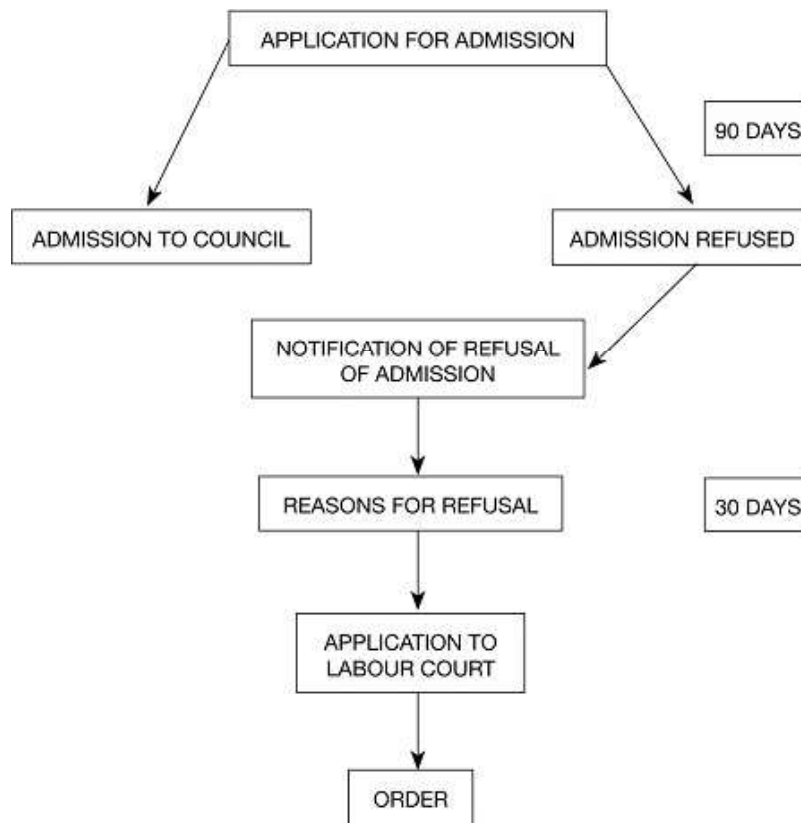 APPLICATION FOR ADMISSION
90 DAYS
ADMISSION TO COUNCIL
ADMISSION REFUSED
NOTIFICATION OF REFUSAL
OF ADMISSION
REASONS FOR REFUSAL
30 DAYS
APPLICATION TO
LABOUR COURT
ORDER